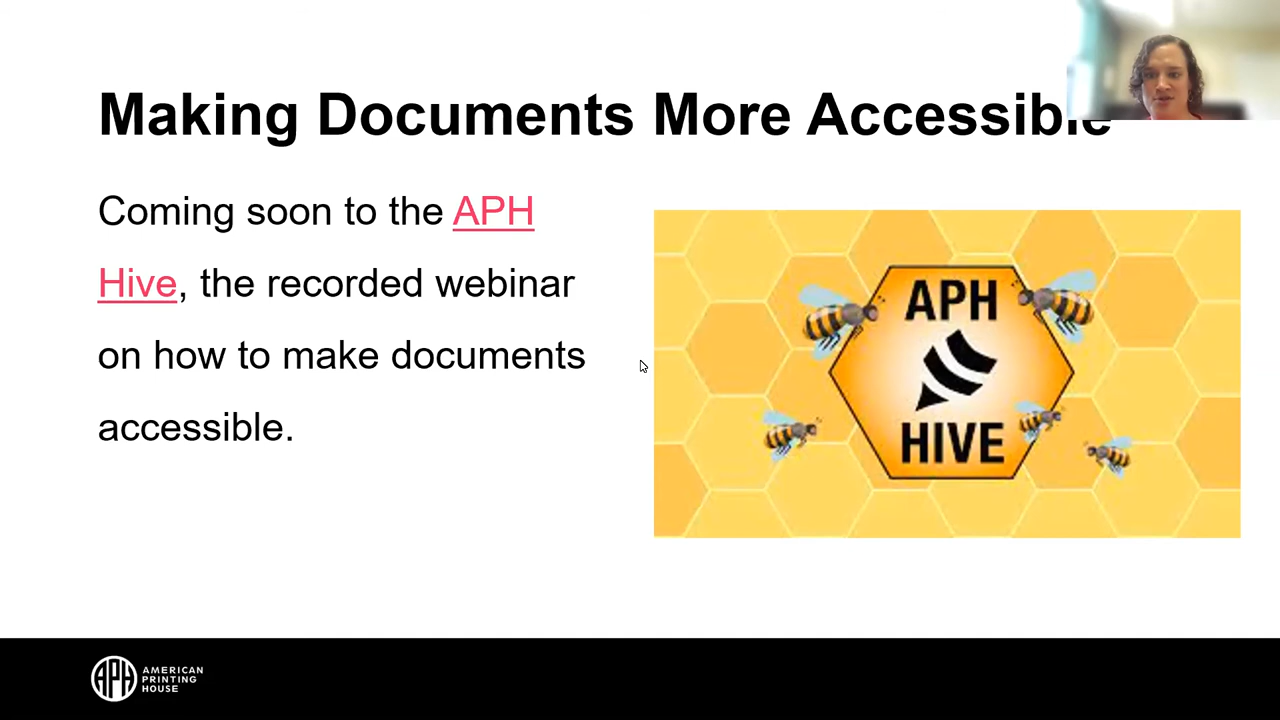 Making Documents More Accessible
Coming soon to the APH
Hive, the recorded webinar
on how to make documents
accessible.
APH
HIVE
APH
AMERICAN
PRINTING
HOUSE